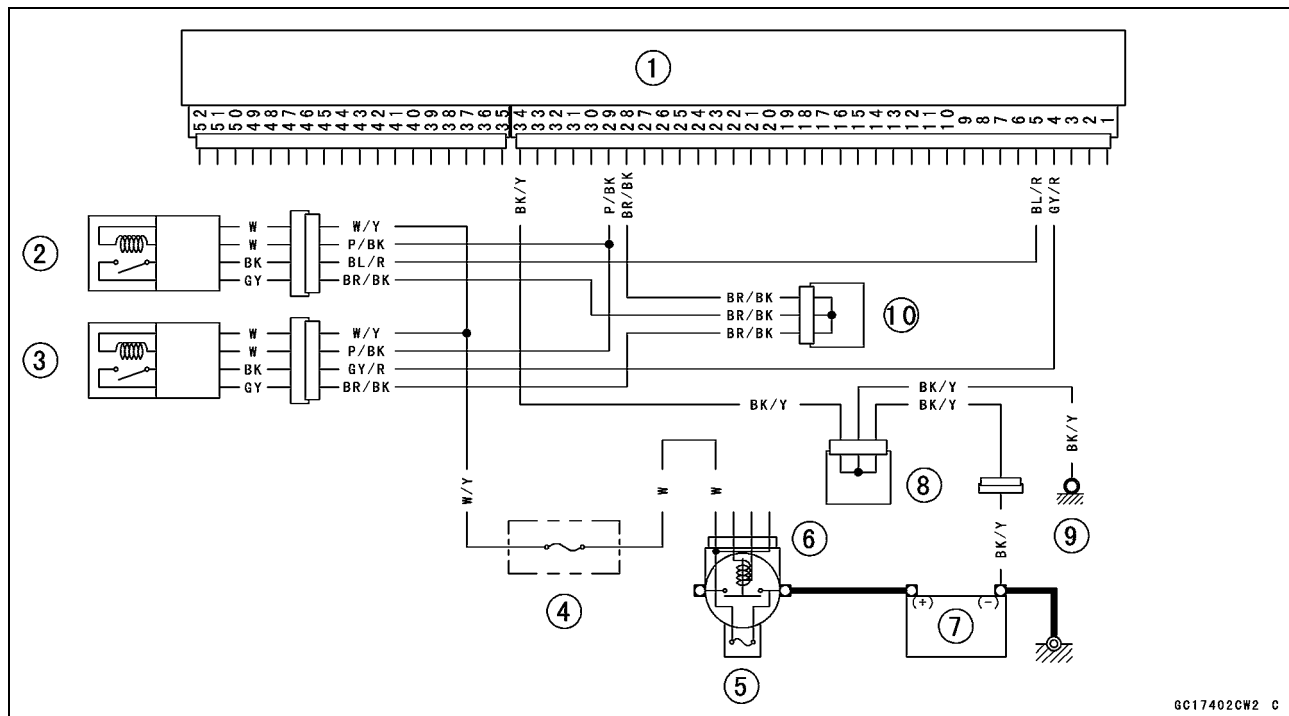 ①
52 51 50 49 48 47 46 45 44 43 42 41 40 39 38 37 36 35 34 33 32 31 30 29 28 27 26 25 24 23 22 21 20 19 18 17 16 15 14 13 12 11 10 9 8 7 6 5 4 3 2 1
BK/Y P/BK BR/BK BL/R GY/R
② W W/Y
W P/BK
BK BL/R
GY BR/BK
BR/BK
BR/BK
BR/BK
⑩
③ W W/Y
W P/BK
BK GY/R
GY BR/BK
BK/Y
BK/Y BK/Y
BK/Y
W/Y W W
⑧
⑥
⑨
BK/Y
④
(+) (-)
⑦
⑤
GC17402CW2 C